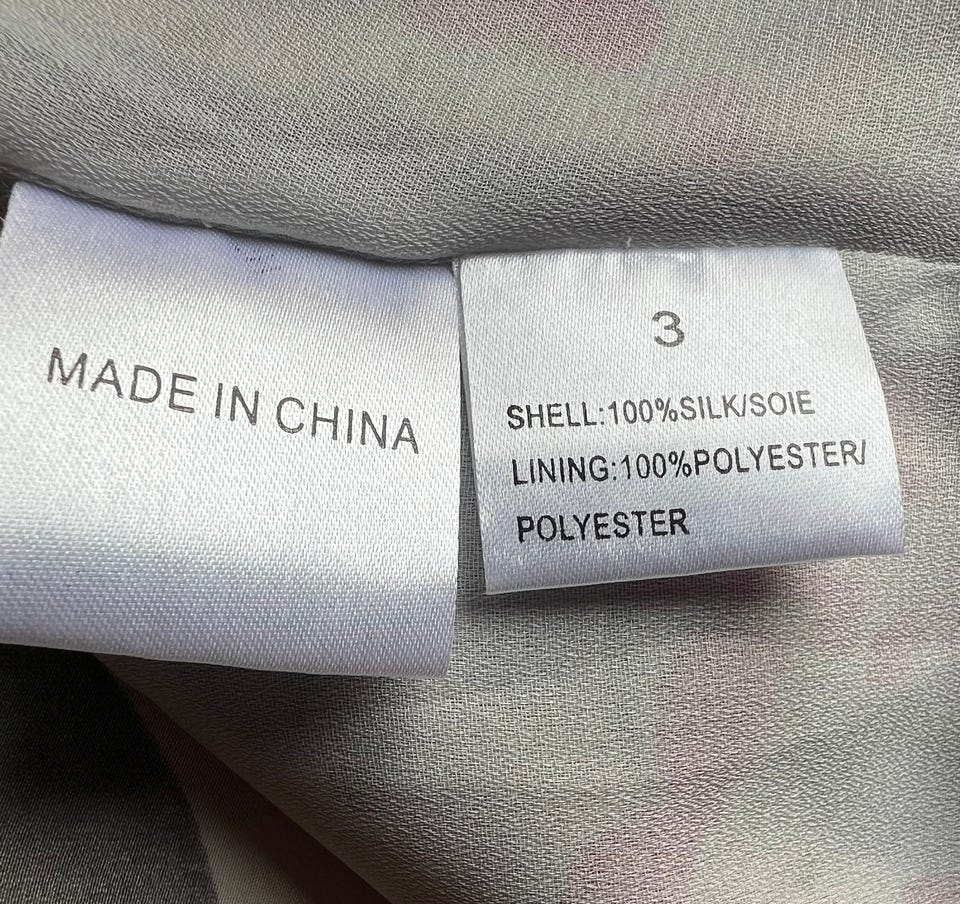 MADE IN CHINA
3
SHELL:100%SILK/SOIE
LINING:100%POLYESTER/
POLYESTER